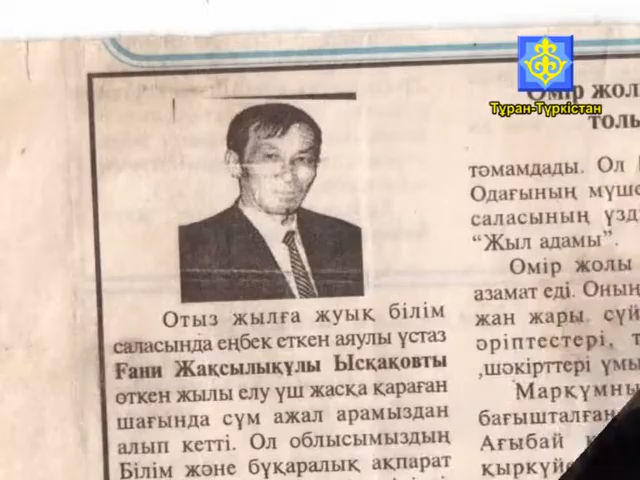 Тұран-Түркістан
Отыз жылға жуық білім
саласында еңбек еткен аяулы ұстаз
Ғани Жақсылықұлы Ысқақовты
өткен жылы елу үш жасқа қараған
шағында сұм ажал арамыздан
алып кетті. Ол облысымыздың
Білім және бұқаралық ақпарат
Өмір жол
толы
тәмамдады. Ол
Одағының мүше
саласының үзді
“Жыл адамы”.
Өмір жолы
азамат еді. Оның
жан жары сүй
әріптестері, т
,шәкірттері ұмы
Марқұмны
бағышталған
Ағыбай
қыркүйе